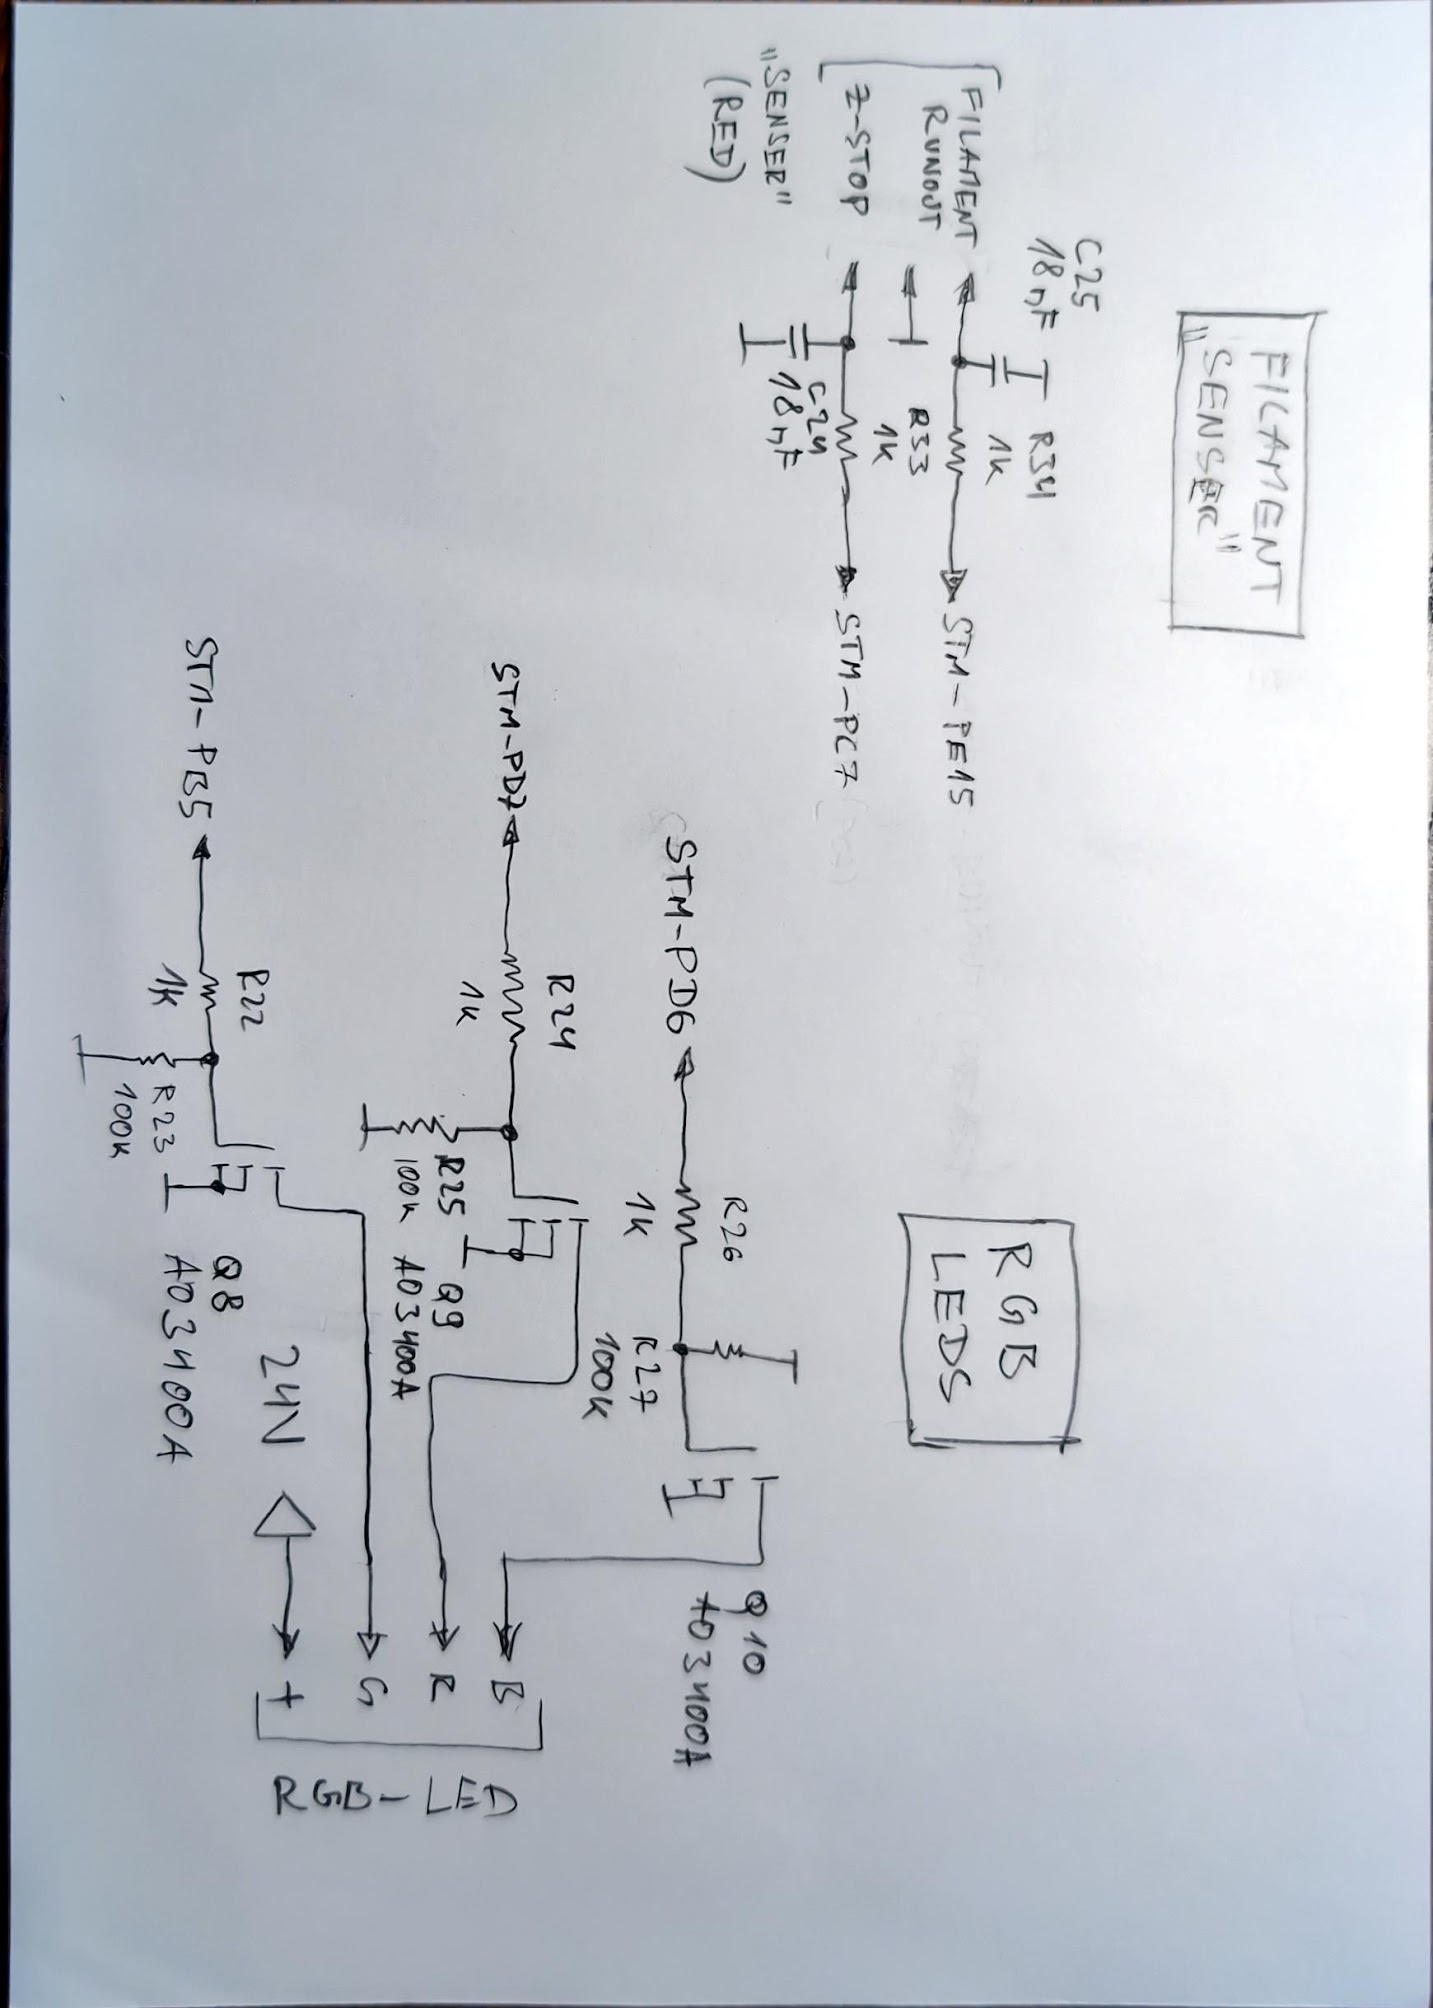 FILAMENT
"SENSER"
C25
18nF
R34
1K
FILAMENT
RUNOUT
STM-PE15
R33
1K
Z-STOP
STM-PC7
C24
18nF
"SENSER"
(RED)
RGB
LEDS
STM-PD6
R26
1K
R27
100K
Q10
AO3400A
STM-PD7
R24
1K
R25
100K
Q9
AO3400A
STM-PB5
R22
1K
R23
100K
Q8
AO3400A
24V
B
R
G
+
RGB-LED